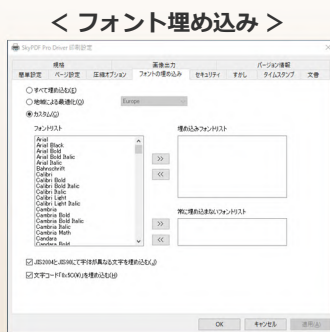 ＜フォント埋め込み＞
SkyPDF Pro Driver 印刷設定
規格 画像出力 バージョン情報
簡単設定 ページ設定 圧縮オプション フォントの埋め込み セキュリティ すかし タイムスタンプ 文書
すべて埋め込む(E)
地域による最適化(O) Europe
カスタム(C)
フォントリスト 埋め込みフォントリスト
Arial
Arial Black
Arial Bold
Arial Bold Italic
Arial Italic
Bahnschrift
Calibri
Calibri Bold
Calibri Bold Italic
Calibri Italic
Calibri Light
Calibri Light Italic
Cambria
Cambria Bold
Cambria Bold Italic
Cambria Italic
Cambria Math
Candara
Candara Bold
>>
<<
常に埋め込まないフォントリスト
>>
<<
JIS2004とJIS90にて字体が異なる文字を埋め込む(J)
文字コード「0x5C(\)」を埋め込む(H)
OK キャンセル 適用(A)